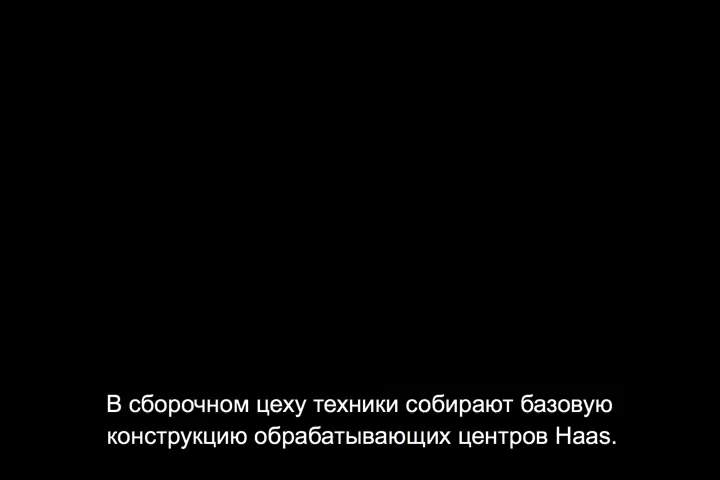 В сборочном цеху техники собирают базовую
конструкцию обрабатывающих центров Haas.